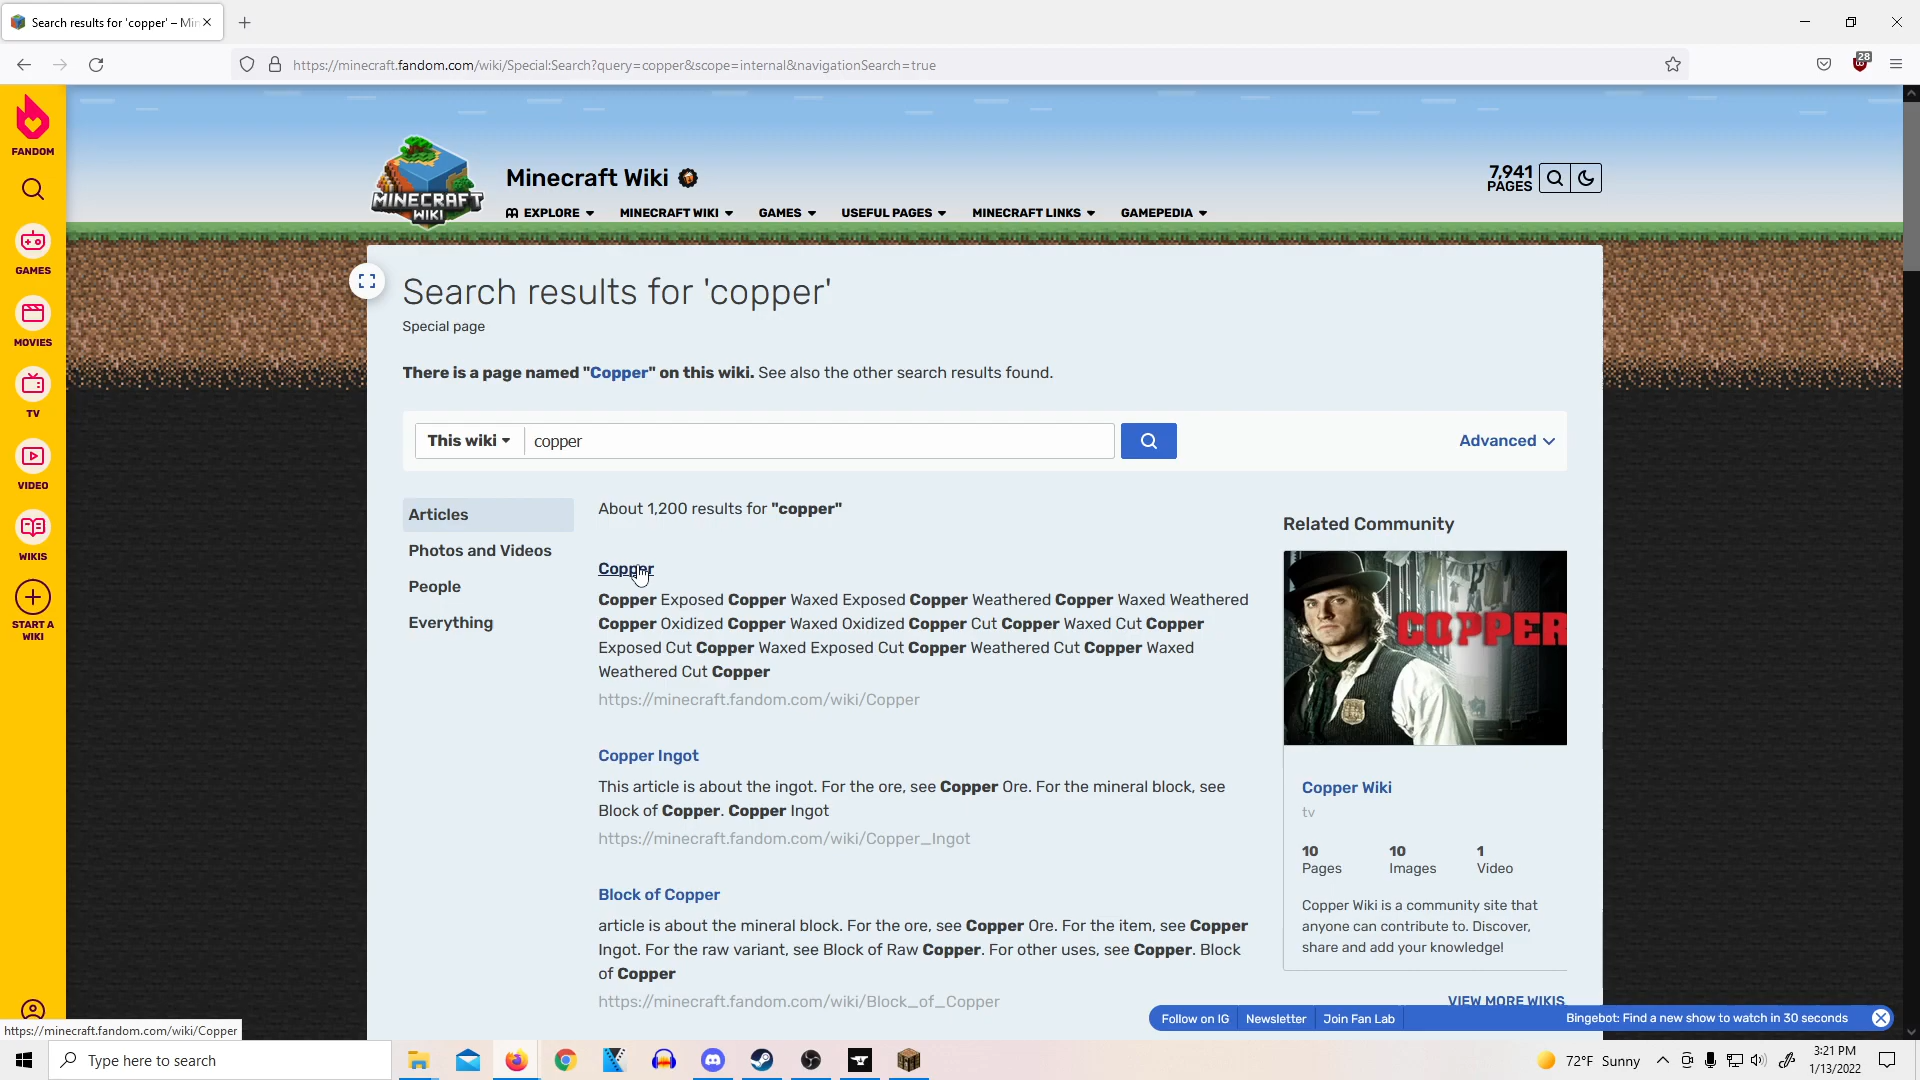 Search results for 'copper' – Min
https://minecraft.fandom.com/wiki/Special:Search?query=copper&scope=internal&navigationSearch=true
28
FANDOM
GAMES
MOVIES
TV
VIDEO
WIKIS
START A
WIKI
MINECRAFT
WIKI
Minecraft Wiki
7,941
PAGES
EXPLORE
MINECRAFT WIKI
GAMES
USEFUL PAGES
MINECRAFT LINKS
GAMEPEDIA
Search results for 'copper'
Special page
There is a page named "Copper" on this wiki. See also the other search results found.
This wiki
copper
Advanced
Articles
Photos and Videos
People
Everything
About 1,200 results for "copper"
Copper
Copper Exposed Copper Waxed Exposed Copper Weathered Copper Waxed Weathered
Copper Oxidized Copper Waxed Oxidized Copper Cut Copper Waxed Cut Copper
Exposed Cut Copper Waxed Exposed Cut Copper Weathered Cut Copper Waxed
Weathered Cut Copper
https://minecraft.fandom.com/wiki/Copper
Copper Ingot
This article is about the ingot. For the ore, see Copper Ore. For the mineral block, see
Block of Copper. Copper Ingot
https://minecraft.fandom.com/wiki/Copper_Ingot
Block of Copper
article is about the mineral block. For the ore, see Copper Ore. For the item, see Copper
Ingot. For the raw variant, see Block of Raw Copper. For other uses, see Copper. Block
of Copper
https://minecraft.fandom.com/wiki/Block_of_Copper
Related Community
COPPER
Copper Wiki
tv
10
Pages
10
Images
1
Video
Copper Wiki is a community site that
anyone can contribute to. Discover,
share and add your knowledge!
VIEW MORE WIKIS
Follow on IG
Newsletter
Join Fan Lab
Bingebot: Find a new show to watch in 30 seconds
https://minecraft.fandom.com/wiki/Copper
Type here to search
72°F Sunny
3:21 PM
1/13/2022